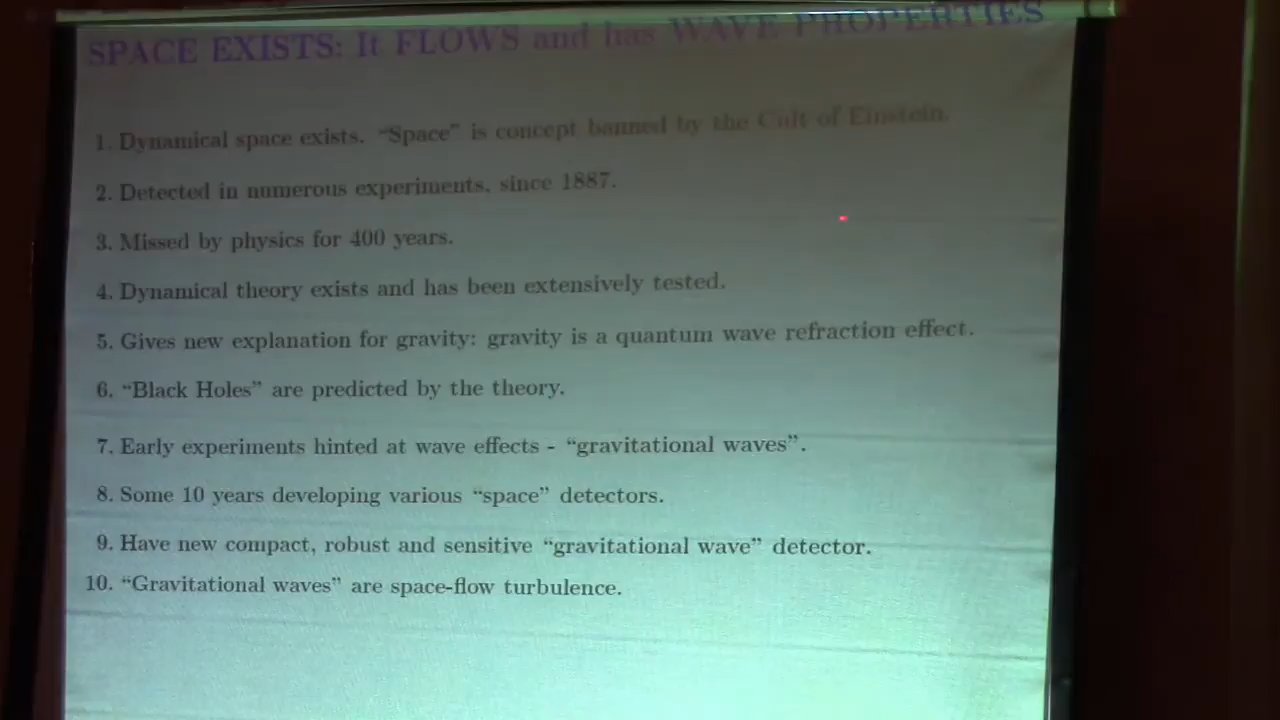 SPACE EXISTS: It FLOWS and has WAVE PROPERTIES
1. Dynamical space exists. “Space” is concept banned by the Cult of Einstein.
2. Detected in numerous experiments, since 1887.
3. Missed by physics for 400 years.
4. Dynamical theory exists and has been extensively tested.
5. Gives new explanation for gravity: gravity is a quantum wave refraction effect.
6. “Black Holes” are predicted by the theory.
7. Early experiments hinted at wave effects - “gravitational waves”.
8. Some 10 years developing various “space” detectors.
9. Have new compact, robust and sensitive “gravitational wave” detector.
10. “Gravitational waves” are space-flow turbulence.